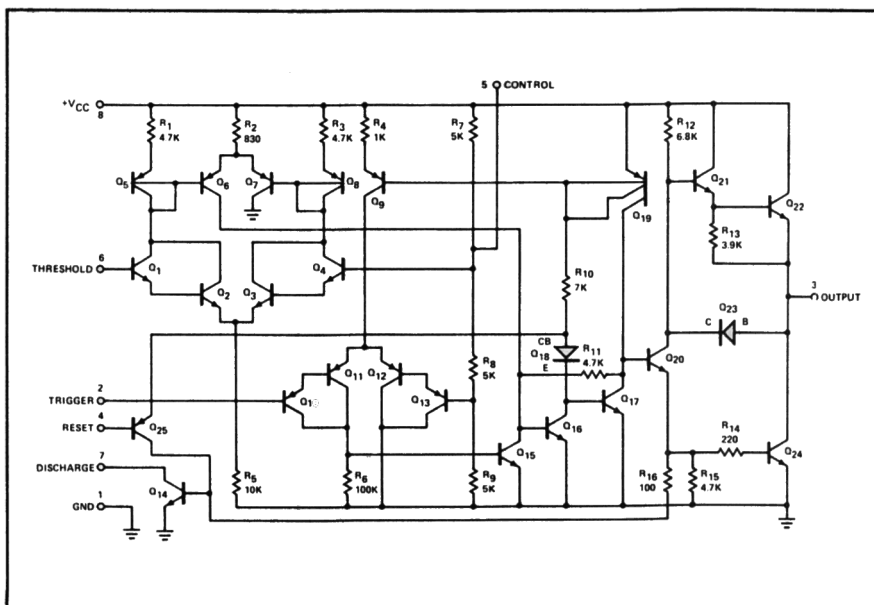 5 CONTROL
+VCC
8
R1
4.7K
R2
830
R3
4.7K
R4
1K
R7
5K
R12
6.8K
Q5
Q6
Q7
Q8
Q9
Q19
Q21
Q22
R13
3.9K
6
THRESHOLD
Q1
Q2
Q3
Q4
R10
7K
3
OUTPUT
Q23
C
B
CB
Q18
E
R11
4.7K
Q20
R8
5K
Q11
Q12
Q13
Q17
2
TRIGGER
4
RESET
Q25
Q16
7
DISCHARGE
Q14
Q15
R14
220
Q24
R5
10K
R6
100K
R9
5K
R16
100
R15
4.7K
1
GND